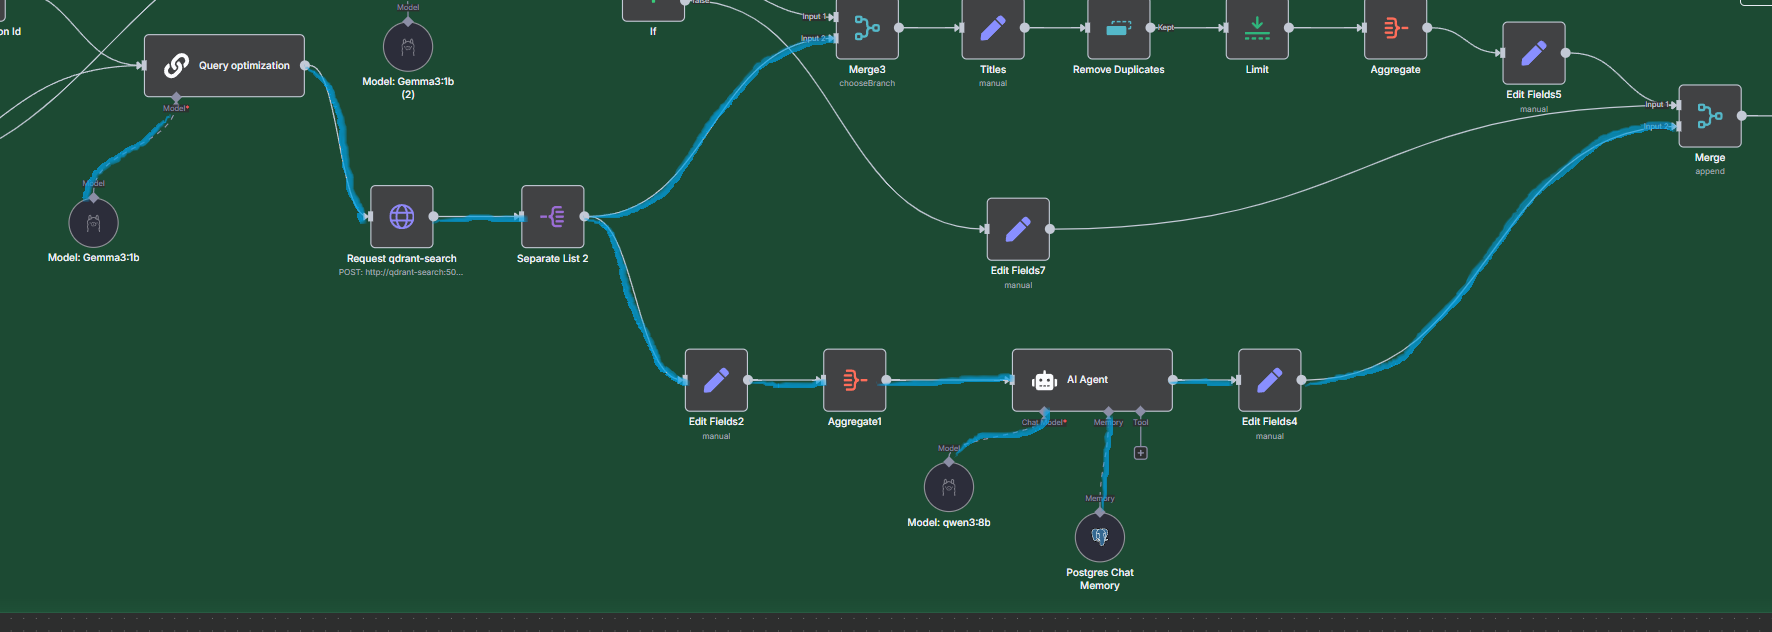 on Id
Query optimization
Model*
Model
Model: Gemma3:1b
Model
Model: Gemma3:1b
(2)
If
Input 1
Input 2
Merge3
chooseBranch
Titles
manual
Kept
Remove Duplicates
Limit
Aggregate
Edit Fields5
manual
Input 1
Input 2
Merge
append
Request qdrant-search
POST: http://qdrant-search:50...
Separate List 2
Edit Fields7
manual
Edit Fields2
manual
Aggregate1
AI Agent
Chat Model*
Memory
Tool
Edit Fields4
manual
Model
Model: qwen3:8b
Memory
Postgres Chat
Memory